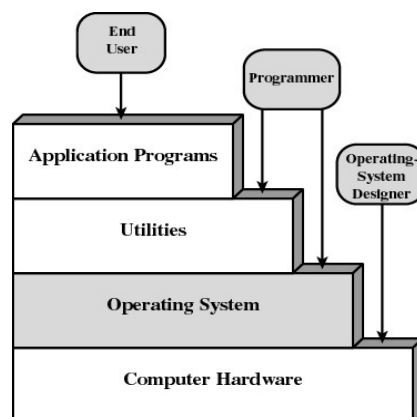 End
User
Programmer
Application Programs
Operating-
System
Designer
Utilities
Operating System
Computer Hardware